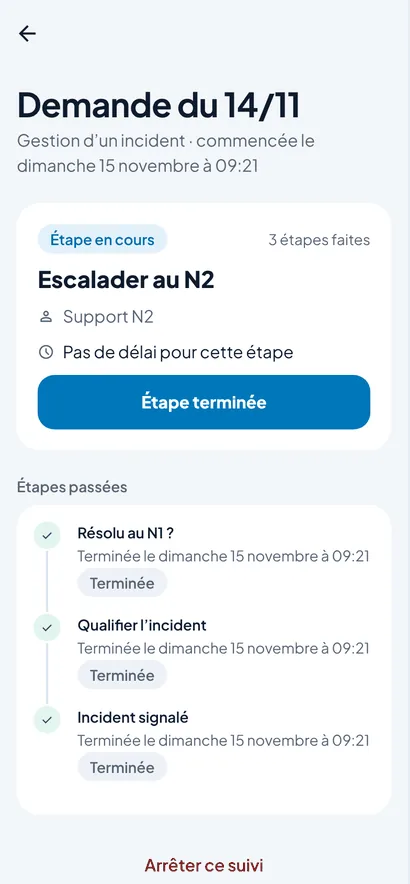 Demande du 14/11
Gestion d’un incident · commencée le
dimanche 15 novembre à 09:21
Étape en cours
3 étapes faites
Escalader au N2
Support N2
Pas de délai pour cette étape
Étape terminée
Étapes passées
Résolu au N1 ?
Terminée le dimanche 15 novembre à 09:21
Terminée
Qualifier l’incident
Terminée le dimanche 15 novembre à 09:21
Terminée
Incident signalé
Terminée le dimanche 15 novembre à 09:21
Terminée
Arrêter ce suivi